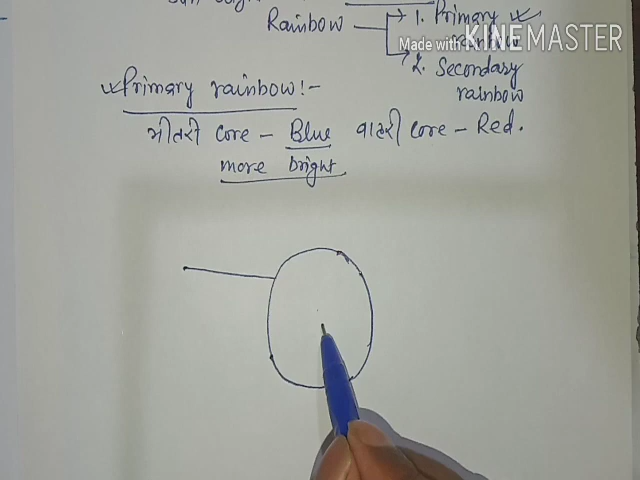 Rainbow 1. Primary
rainbow
Made with KINEMASTER
2. Secondary
rainbow
Primary rainbow:-
भीतरी core - Blue बाहरी core - Red.
more bright